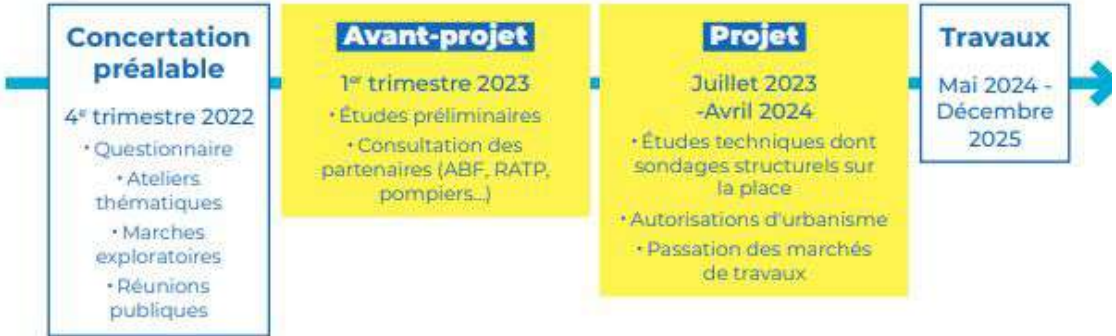 Concertation
préalable
4e trimestre 2022
• Questionnaire
• Ateliers
thématiques
• Marches
exploratoires
• Réunions
publiques
Avant-projet
1er trimestre 2023
• Études préliminaires
• Consultation des
partenaires (ABF, RATP,
pompiers...)
Projet
Juillet 2023
-Avril 2024
• Études techniques dont
sondages structurels sur
la place
• Autorisations d'urbanisme
• Passation des marchés
de travaux
Travaux
Mai 2024 -
Décembre
2025